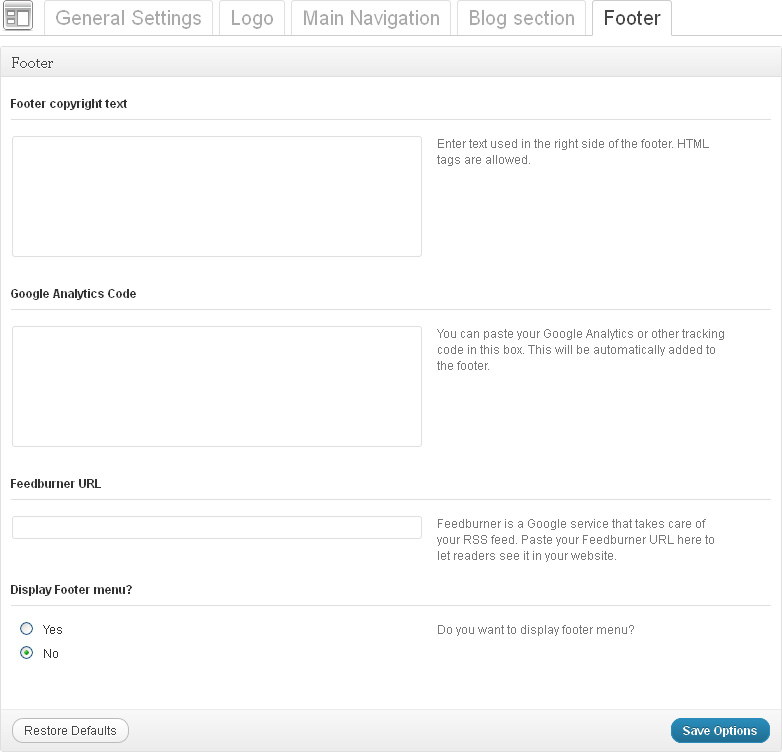 General Settings
Logo
Main Navigation
Blog section
Footer
Footer
Footer copyright text
Enter text used in the right side of the footer. HTML
tags are allowed.
Google Analytics Code
You can paste your Google Analytics or other tracking
code in this box. This will be automatically added to
the footer.
Feedburner URL
Feedburner is a Google service that takes care of
your RSS feed. Paste your Feedburner URL here to
let readers see it in your website.
Display Footer menu?
Yes
Do you want to display footer menu?
No
Restore Defaults
Save Options